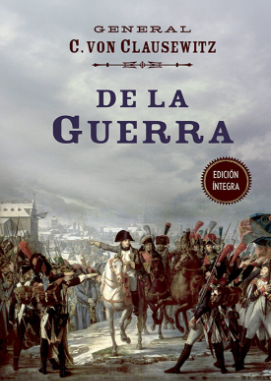 GENERAL
C. VON CLAUSEWITZ
DE LA
GUERRA
EDICIÓN
ÍNTEGRA